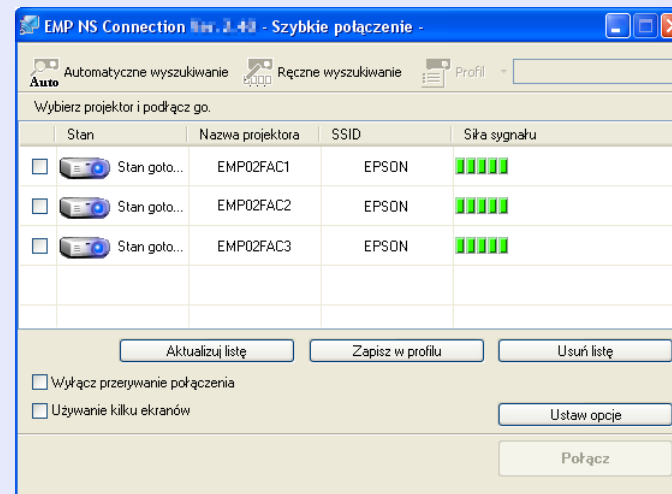 EMP NS Connection - Szybkie połączenie -
Auto Automatyczne wyszukiwanie Ręczne wyszukiwanie Profil
Wybierz projektor i podłącz go.
Stan Nazwa projektora SSID Siła sygnału
Stan goto... EMP02FAC1 EPSON
Stan goto... EMP02FAC2 EPSON
Stan goto... EMP02FAC3 EPSON
Aktualizuj listę Zapisz w profilu Usuń listę
Wyłącz przerywanie połączenia
Używanie kilku ekranów
Ustaw opcje
Połącz